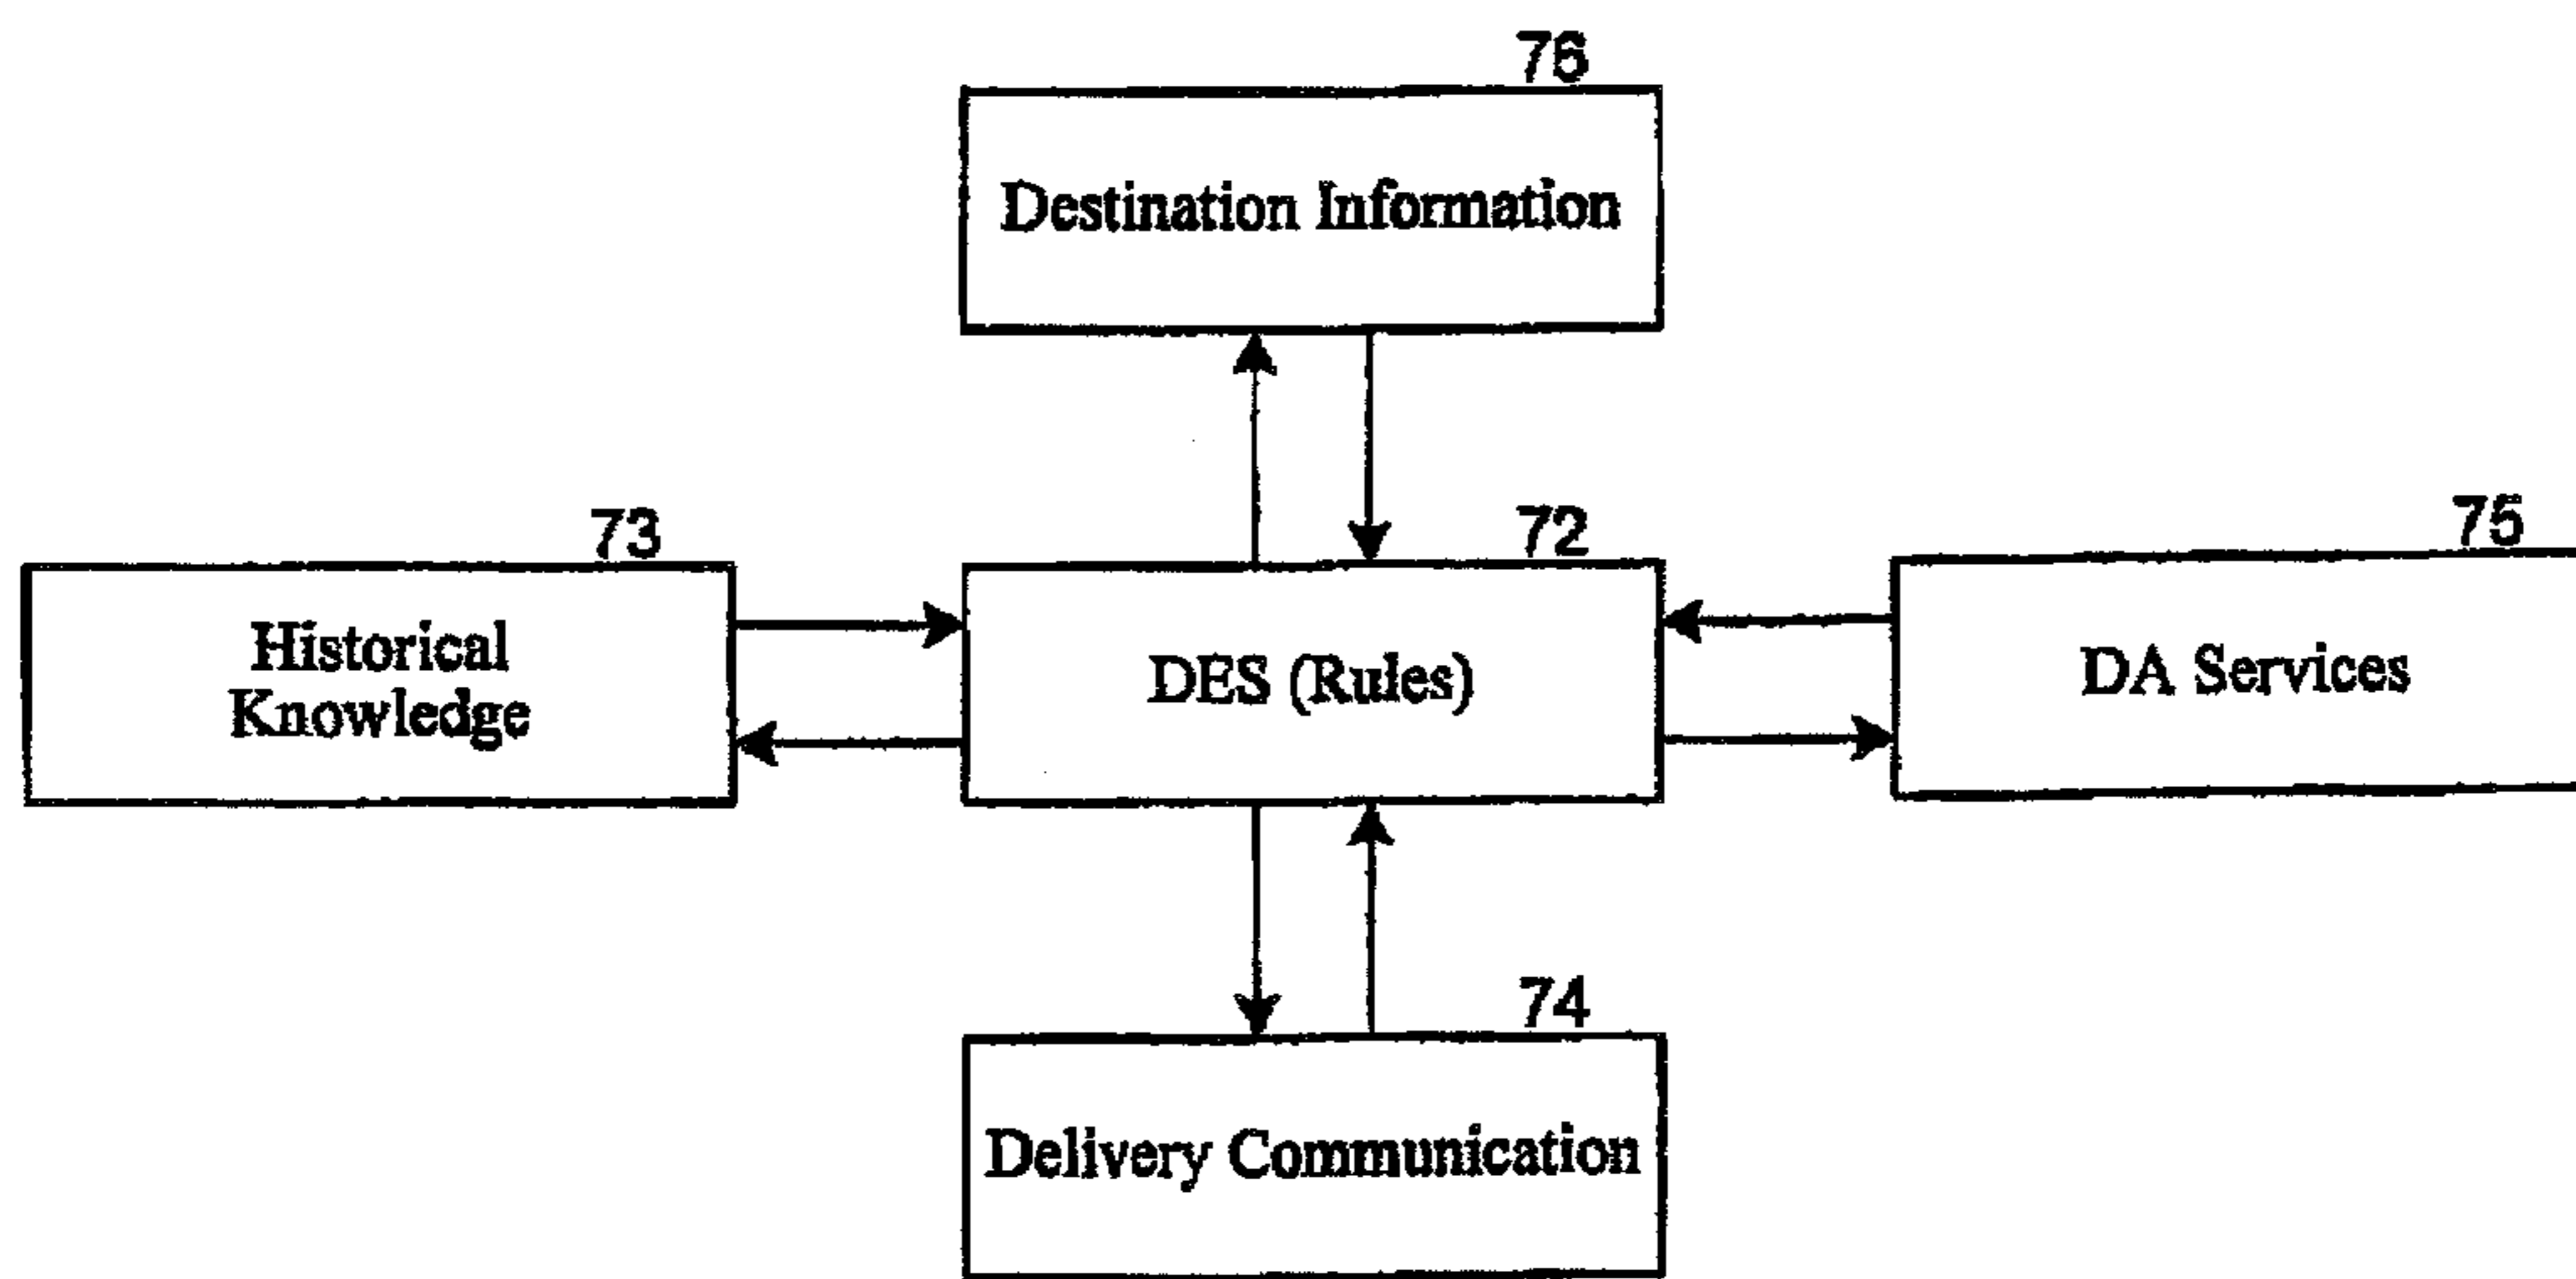 76
Destination Information
73
72
75
Historical
Knowledge
DES (Rules)
DA Services
74
Delivery Communication